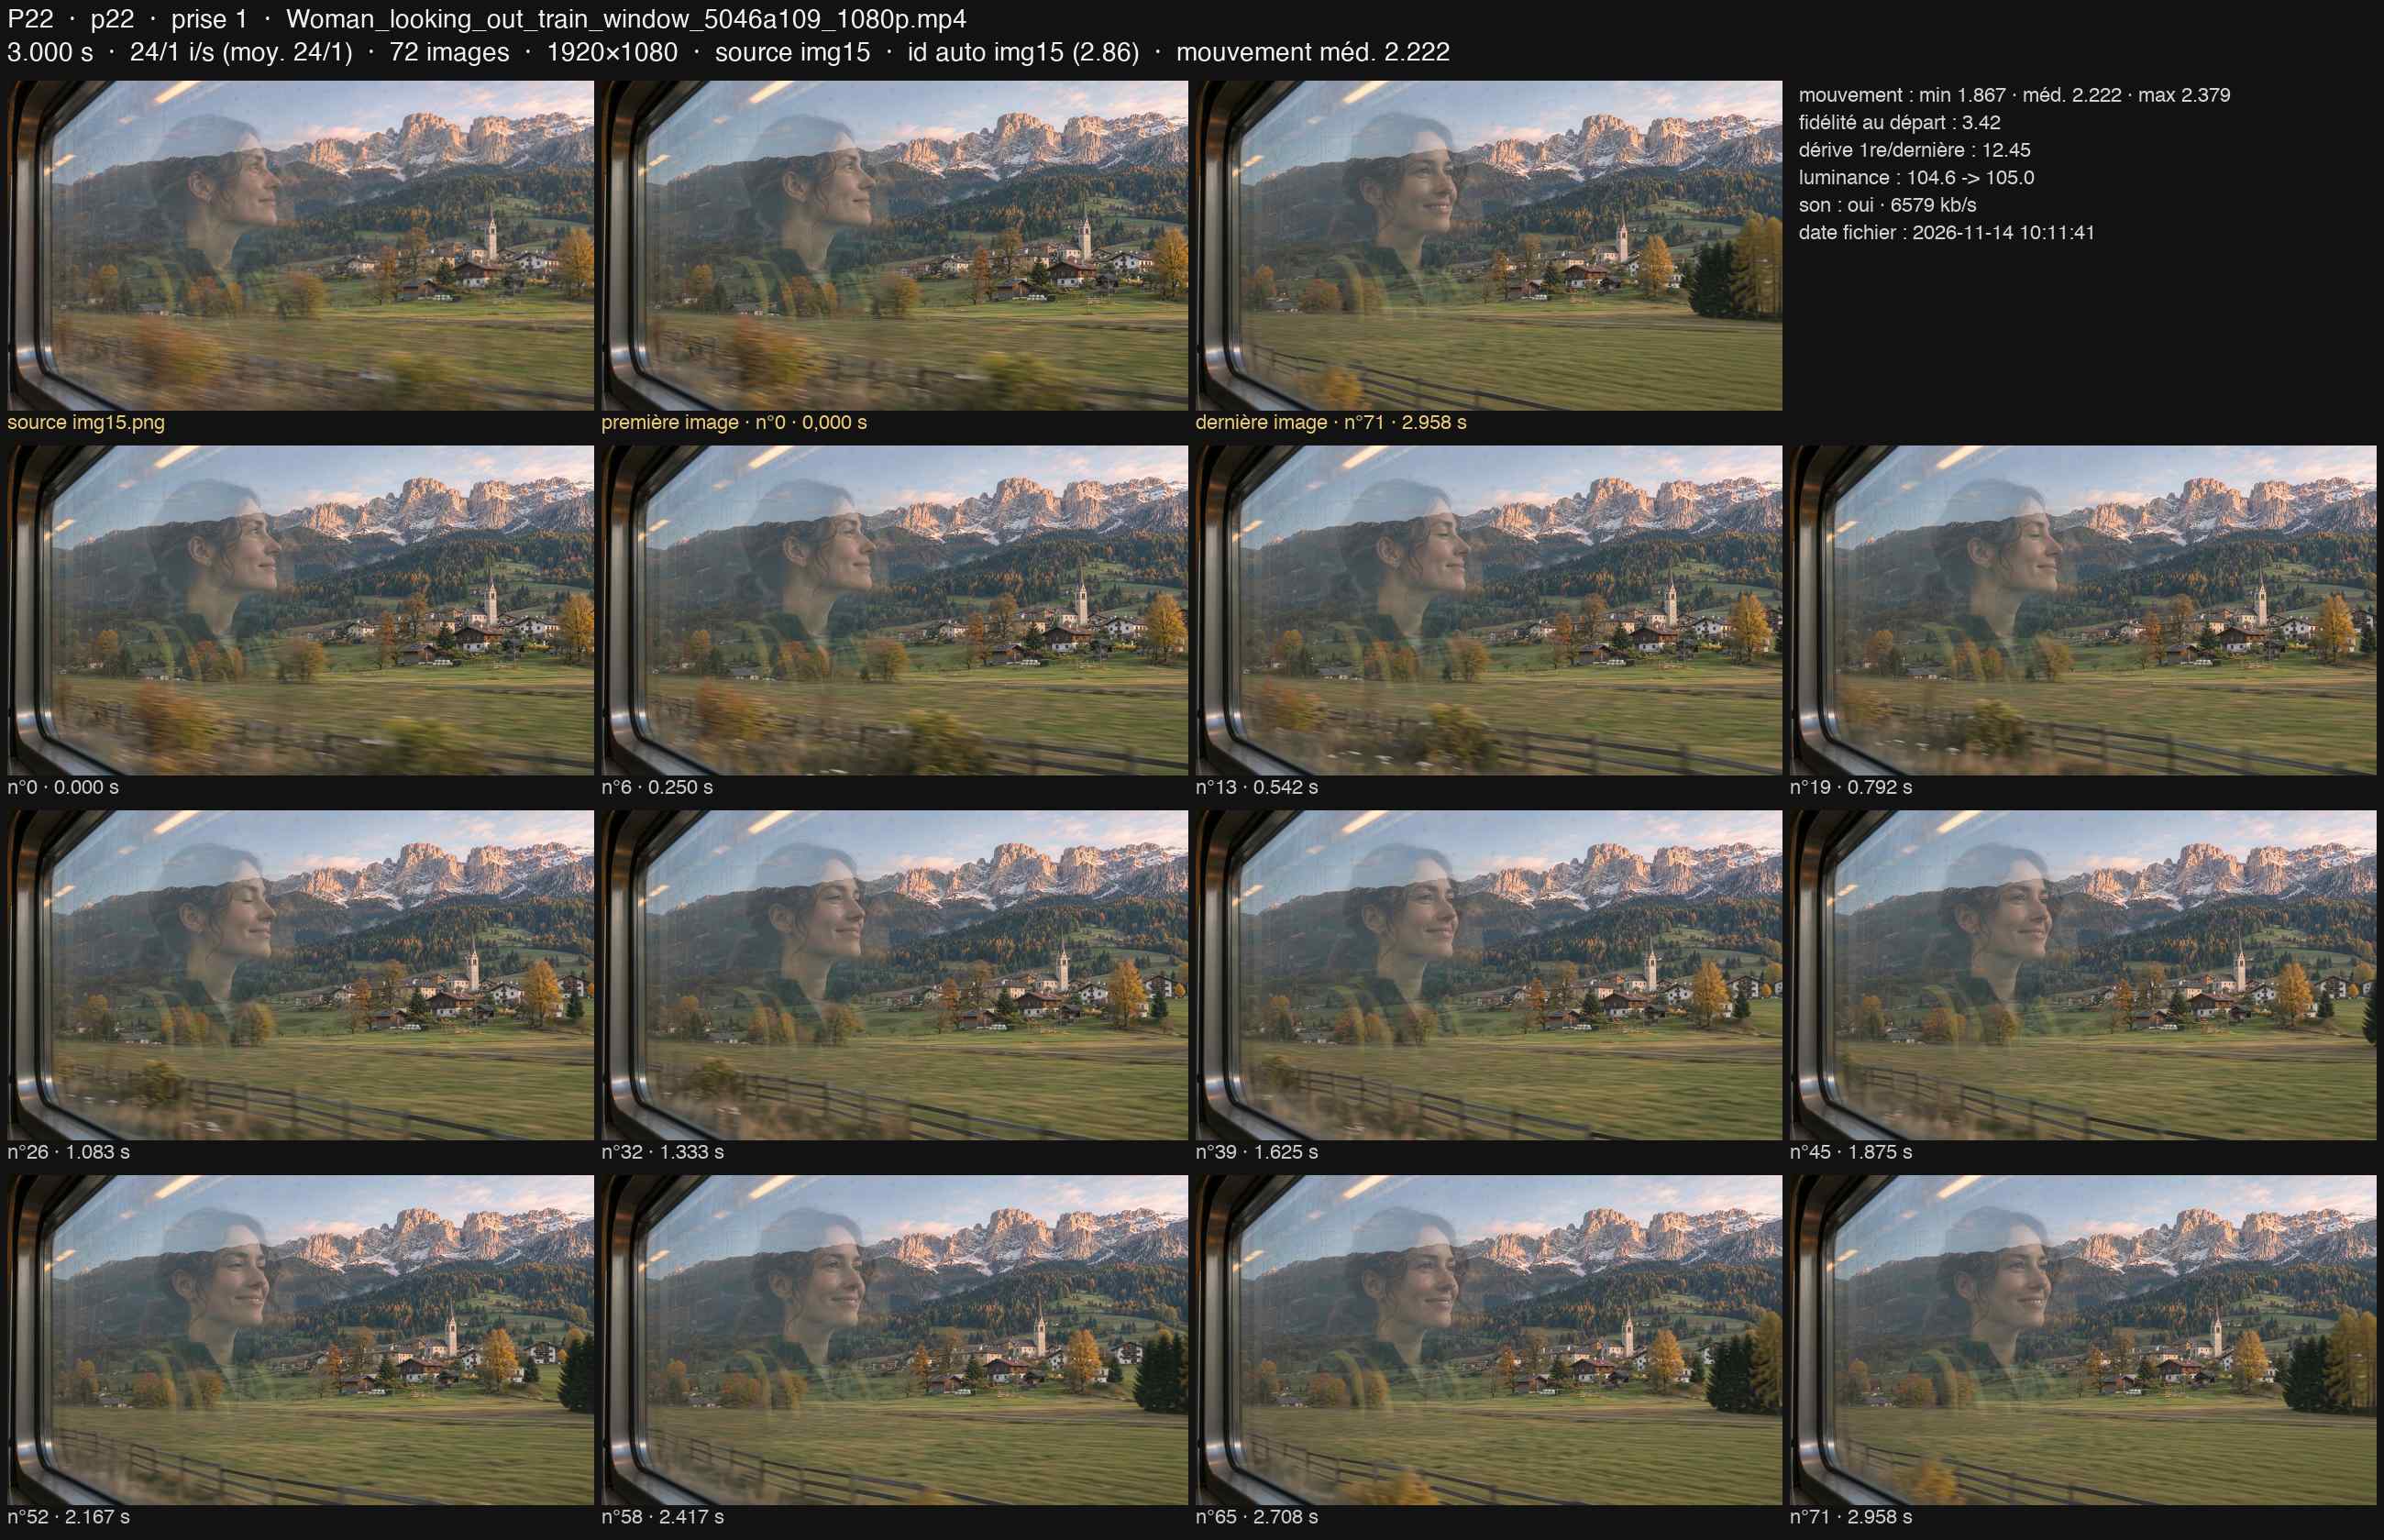 P22 · p22 · prise 1 · Woman_looking_out_train_window_5046a109_1080p.mp4
3.000 s · 24/1 i/s (moy. 24/1) · 72 images · 1920×1080 · source img15 · id auto img15 (2.86) · mouvement méd. 2.222
mouvement : min 1.867 · méd. 2.222 · max 2.379
fidélité au départ : 3.42
dérive 1re/dernière : 12.45
luminance : 104.6 -> 105.0
son : oui · 6579 kb/s
date fichier : 2026-11-14 10:11:41
source img15.png
première image · n°0 · 0,000 s
dernière image · n°71 · 2.958 s
n°0 · 0.000 s
n°6 · 0.250 s
n°13 · 0.542 s
n°19 · 0.792 s
n°26 · 1.083 s
n°32 · 1.333 s
n°39 · 1.625 s
n°45 · 1.875 s
n°52 · 2.167 s
n°58 · 2.417 s
n°65 · 2.708 s
n°71 · 2.958 s